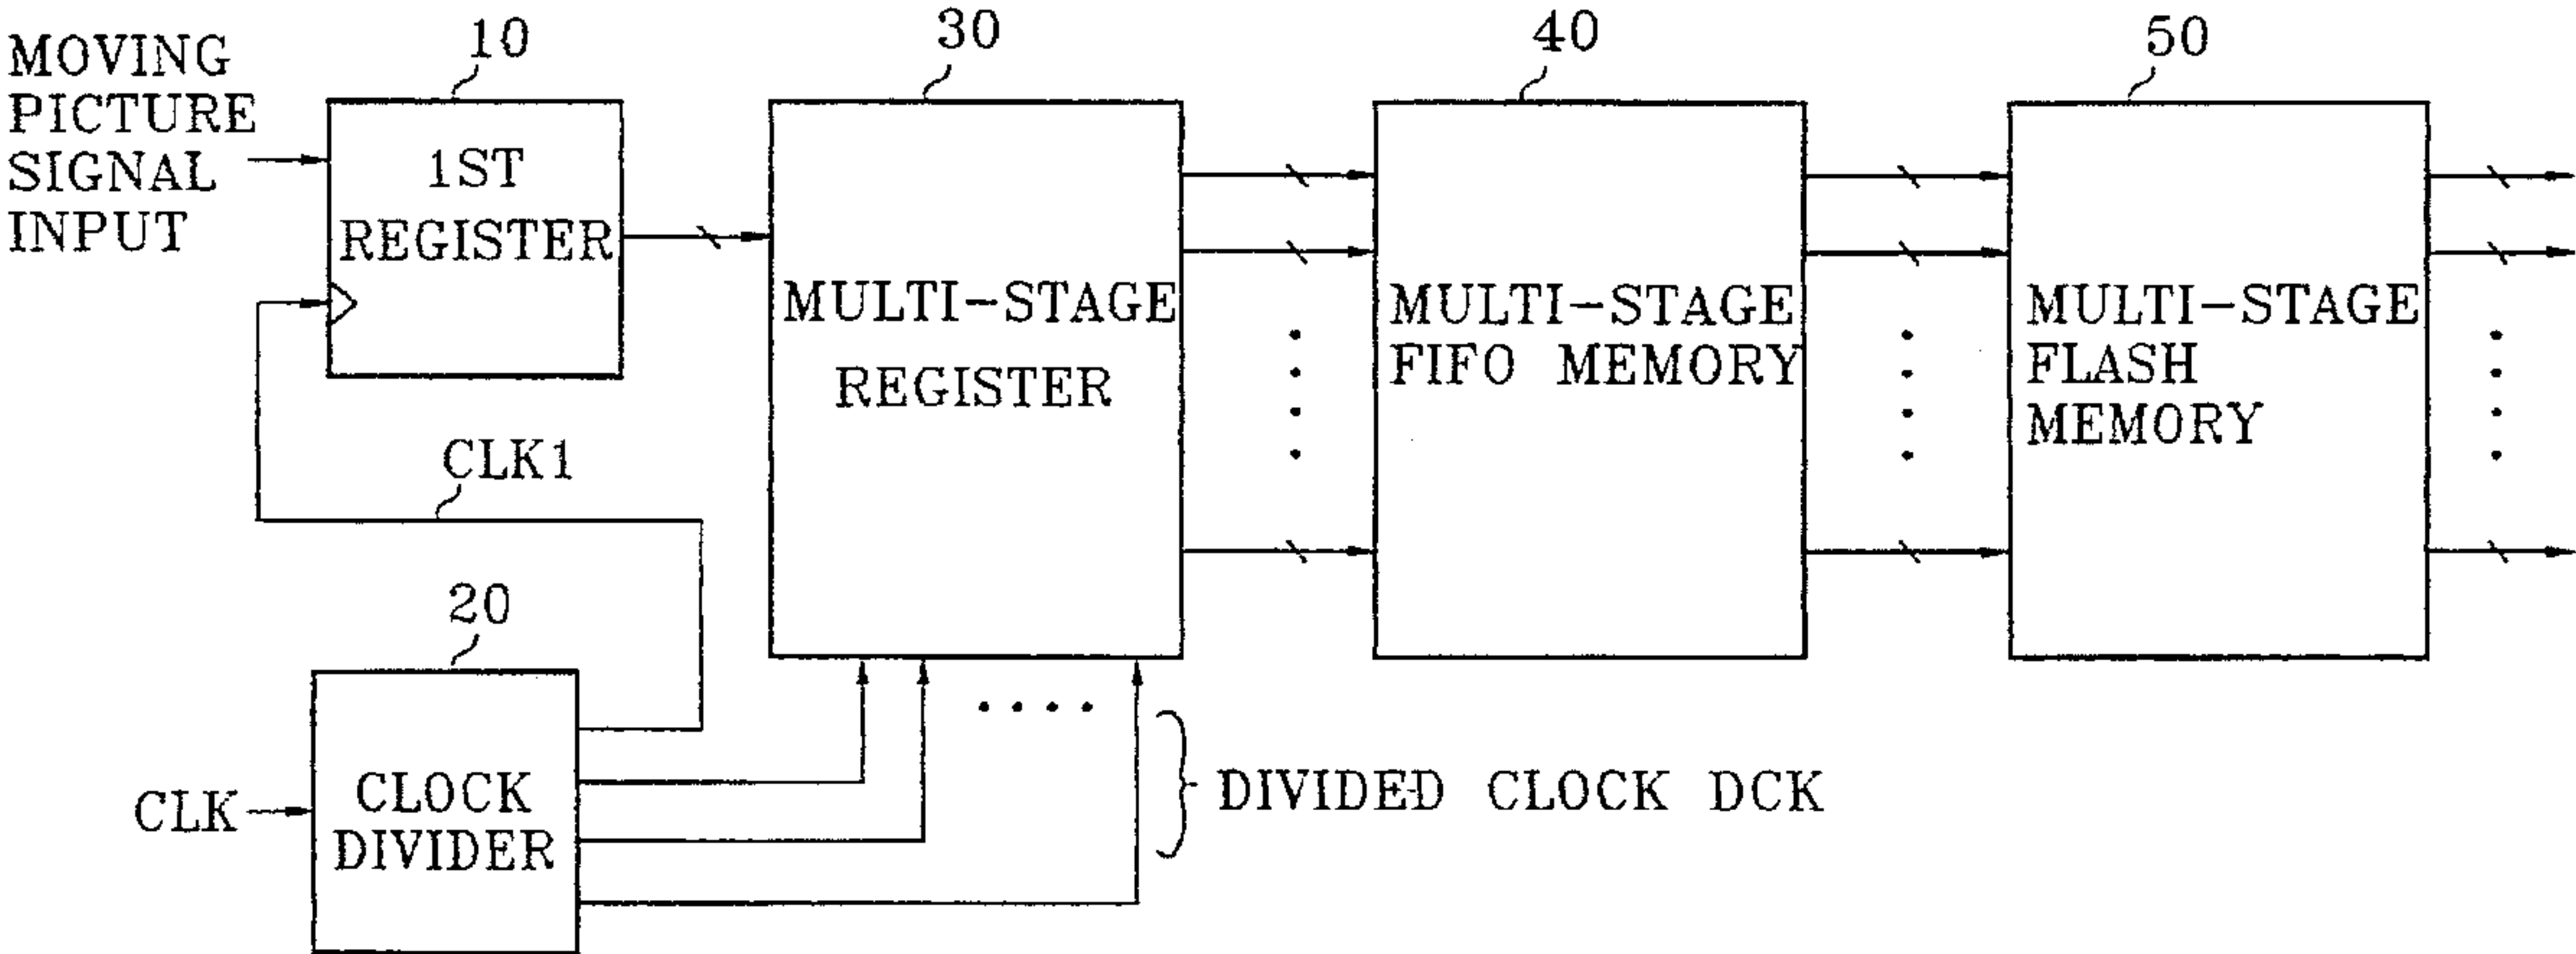 MOVING
PICTURE
SIGNAL
INPUT
10
1ST
REGISTER
30
MULTI-STAGE
REGISTER
40
MULTI-STAGE
FIFO MEMORY
50
MULTI-STAGE
FLASH
MEMORY
CLK1
20
CLK
CLOCK
DIVIDER
DIVIDED CLOCK DCK